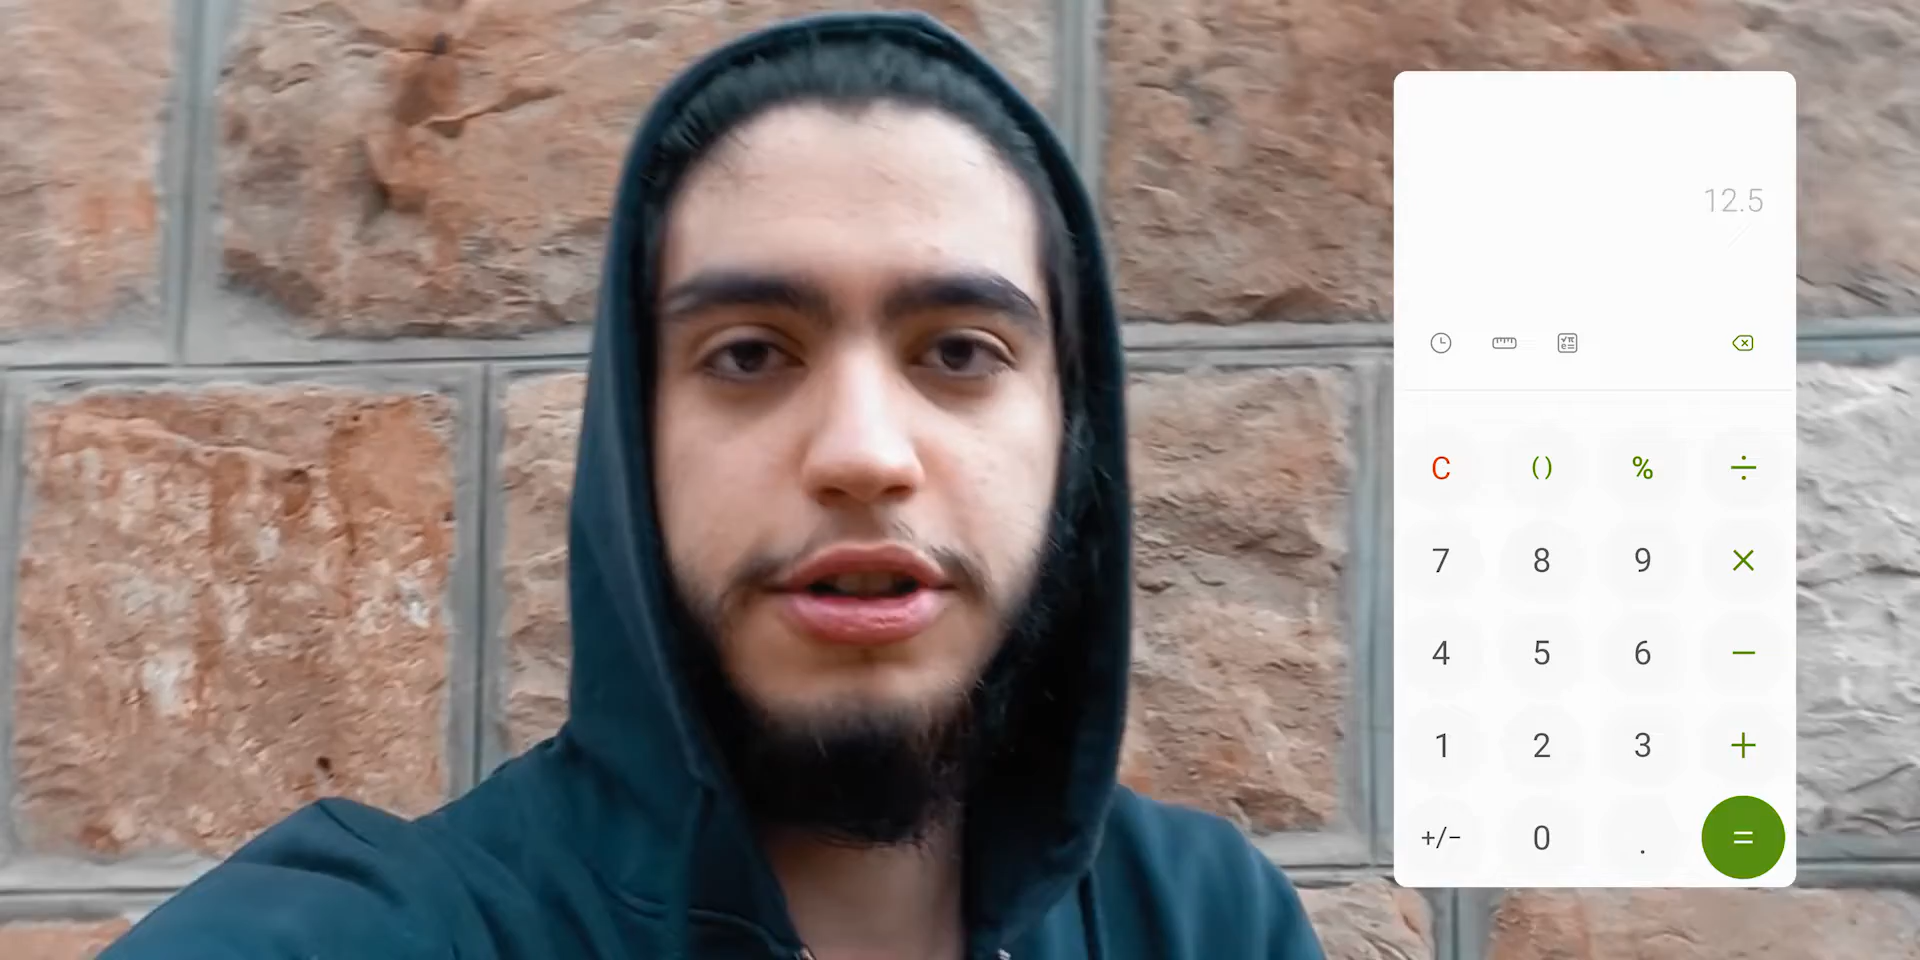 12.5
C () % ÷
7 8 9 ×
4 5 6 −
1 2 3 +
+/− 0 . =